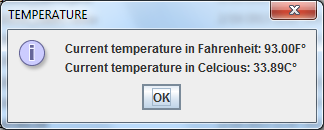 TEMPERATURE
Current temperature in Fahrenheit: 93.00F°
Current temperature in Celcious: 33.89C°
OK